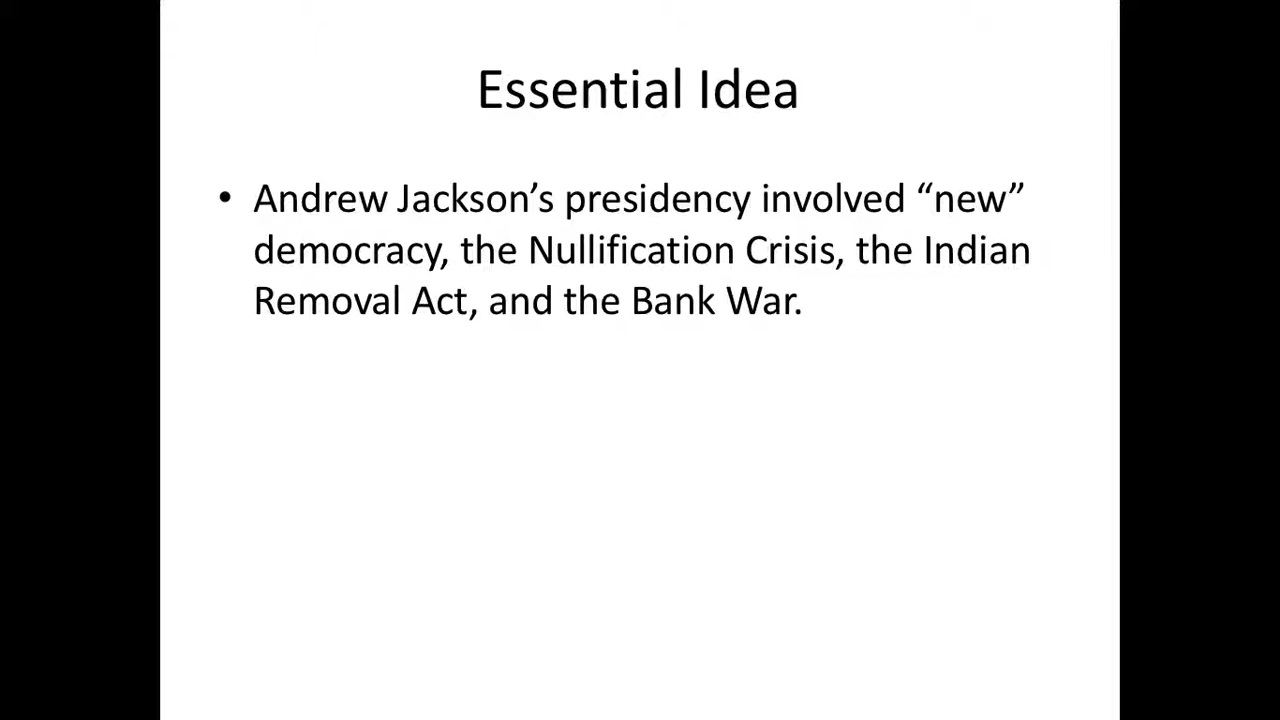 Essential Idea
• Andrew Jackson’s presidency involved “new”
democracy, the Nullification Crisis, the Indian
Removal Act, and the Bank War.